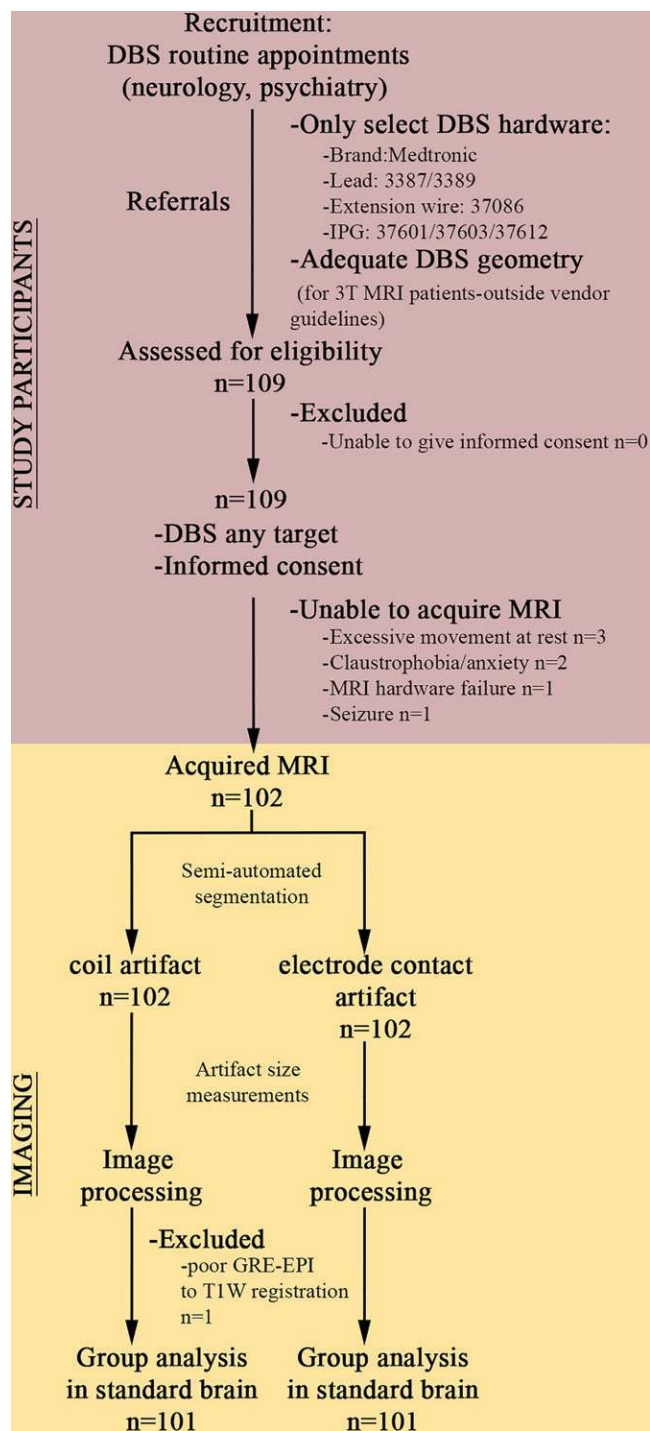 Recruitment:
DBS routine appointments
(neurology, psychiatry)
-Only select DBS hardware:
-Brand:Medtronic
-Lead: 3387/3389
-Extension wire: 37086
-IPG: 37601/37603/37612
Referrals
-Adequate DBS geometry
(for 3T MRI patients-outside vendor
guidelines)
Assessed for eligibility
n=109
-Excluded
-Unable to give informed consent n=0
n=109
-DBS any target
-Informed consent
-Unable to acquire MRI
-Excessive movement at rest n=3
-Claustrophobia/anxiety n=2
-MRI hardware failure n=1
-Seizure n=1
STUDY PARTICIPANTS
Acquired MRI
n=102
Semi-automated
segmentation
coil artifact
n=102
electrode contact
artifact
n=102
Artifact size
measurements
Image
processing
Image
processing
-Excluded
-poor GRE-EPI
to T1W registration
n=1
Group analysis
in standard brain
n=101
Group analysis
in standard brain
n=101
IMAGING